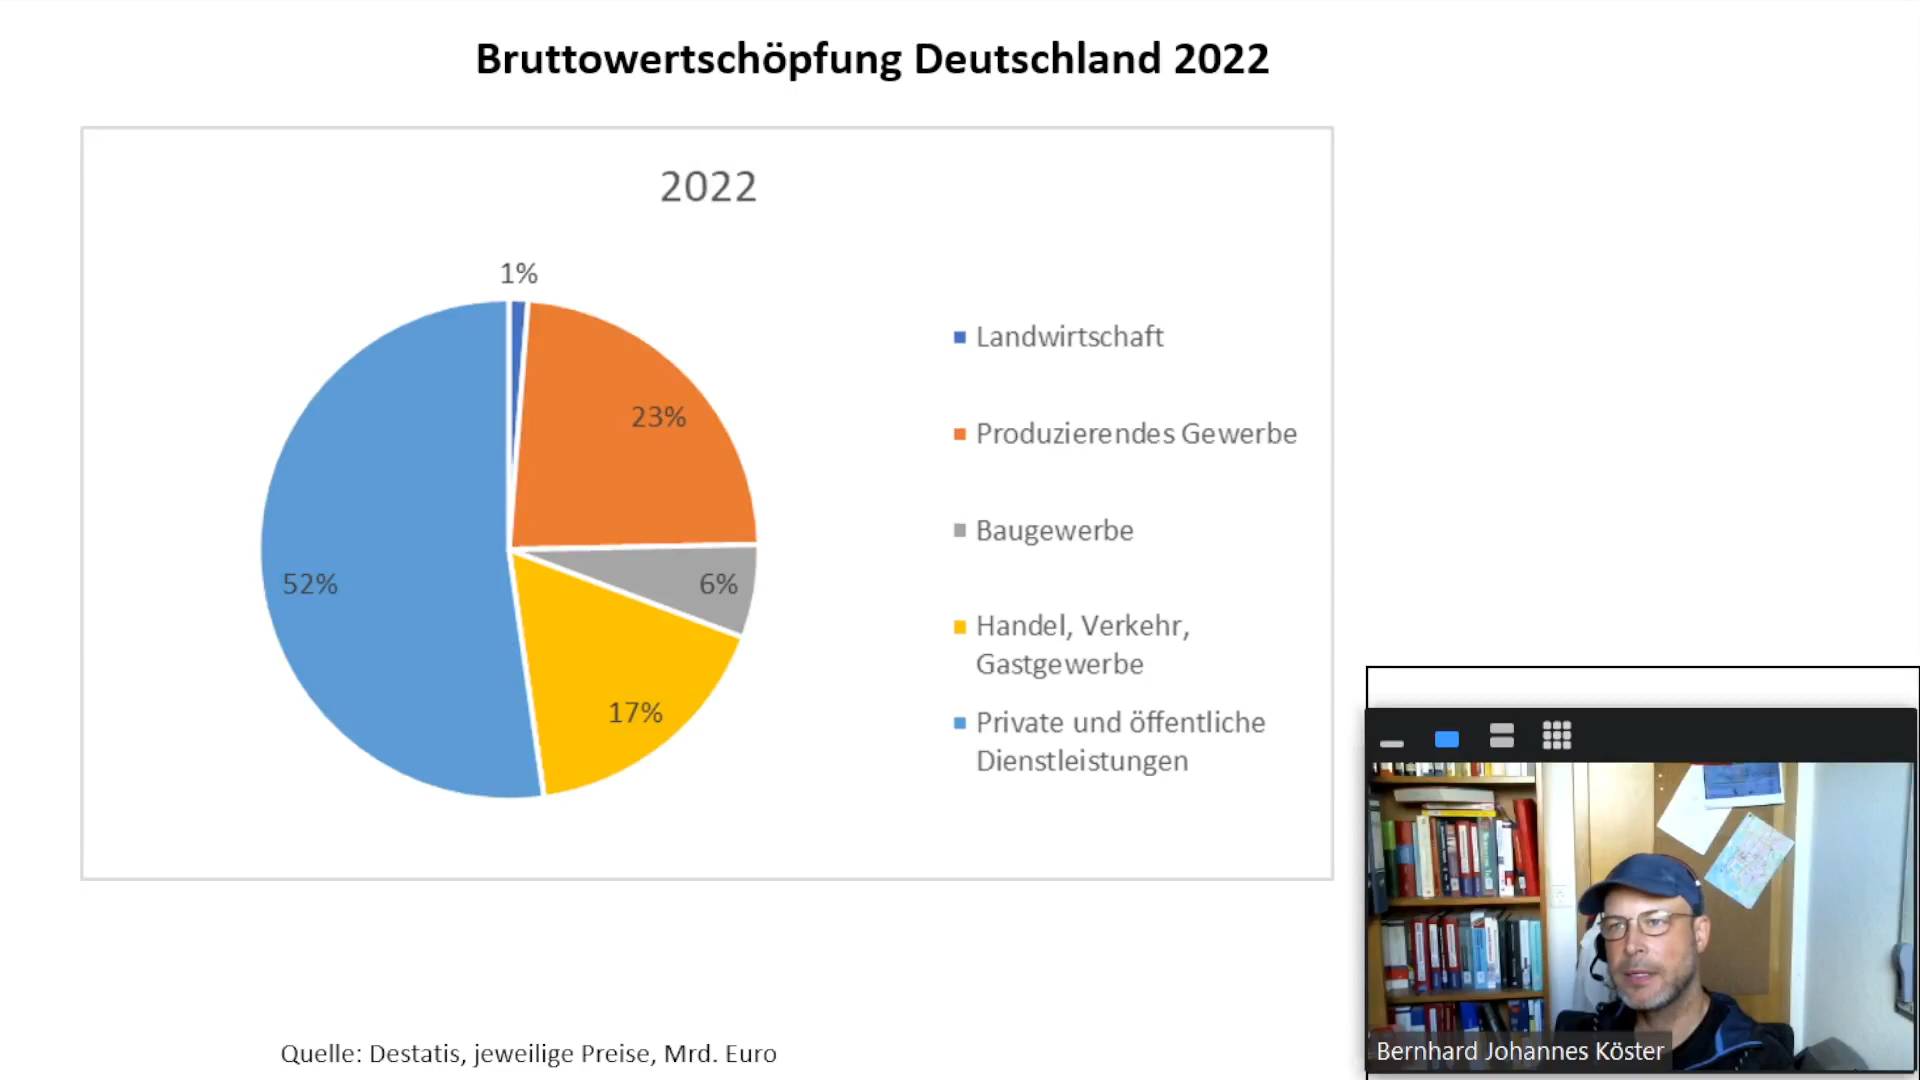 Bruttowertschöpfung Deutschland 2022
2022
1%
23%
6%
17%
52%
Landwirtschaft
Produzierendes Gewerbe
Baugewerbe
Handel, Verkehr,
Gastgewerbe
Private und öffentliche
Dienstleistungen
Quelle: Destatis, jeweilige Preise, Mrd. Euro
Bernhard Johannes Köster